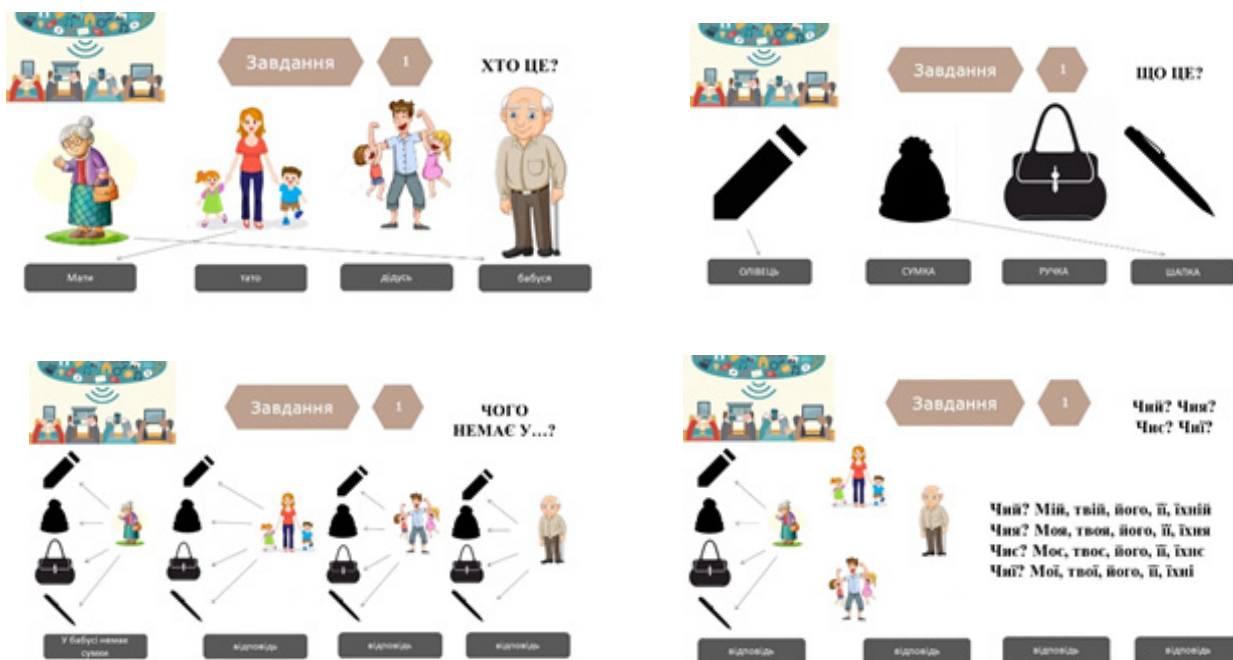 Завдання
1
ХТО ЦЕ?
Мати
тато
дідусь
бабуся
Завдання
1
ЩО ЦЕ?
ОЛІВЕЦЬ
СУМКА
РУЧКА
ШАПКА
Завдання
1
ЧОГО
НЕМАЄ У...?
У бабусі немає
сумки
відповідь
відповідь
відповідь
Завдання
1
Чий? Чия?
Чиє? Чиї?
Чий? Мій, твій, його, її, їхній
Чия? Моя, твоя, його, її, їхня
Чиє? Моє, твоє, його, її, їхнє
Чиї? Мої, твої, його, її, їхні
відповідь
відповідь
відповідь
відповідь